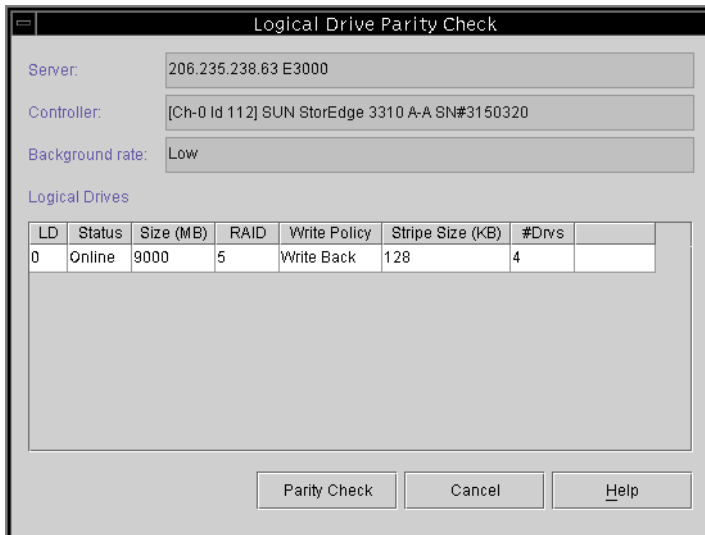 Logical Drive Parity Check
Server: 206.235.238.63 E3000
Controller: [Ch-0 Id 112] SUN StorEdge 3310 A-A SN#3150320
Background rate: Low
Logical Drives
LD Status Size (MB) RAID Write Policy Stripe Size (KB) #Drvs
0 Online 9000 5 Write Back 128 4
Parity Check Cancel Help